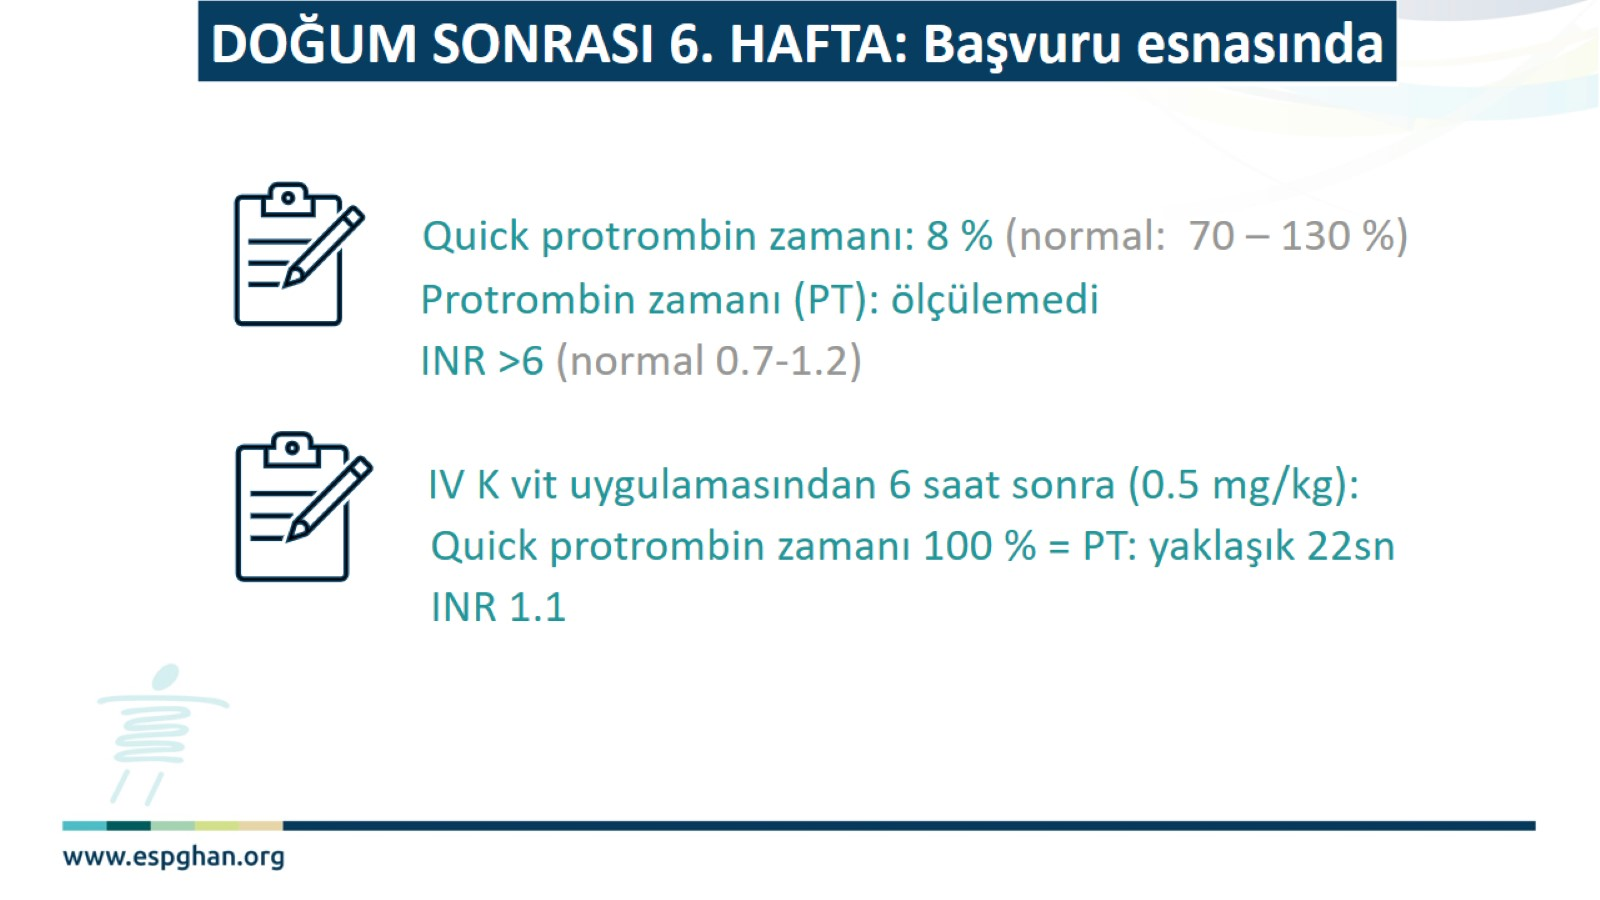 DOĞUM SONRASI 6. HAFTA: Başvuru esnasında
Quick protrombin zamanı: 8 % (normal: 70 – 130 %)
Protrombin zamanı (PT): ölçülemedi
INR >6 (normal 0.7-1.2)
IV K vit uygulamasından 6 saat sonra (0.5 mg/kg):
Quick protrombin zamanı 100 % = PT: yaklaşık 22sn
INR 1.1
www.espghan.org